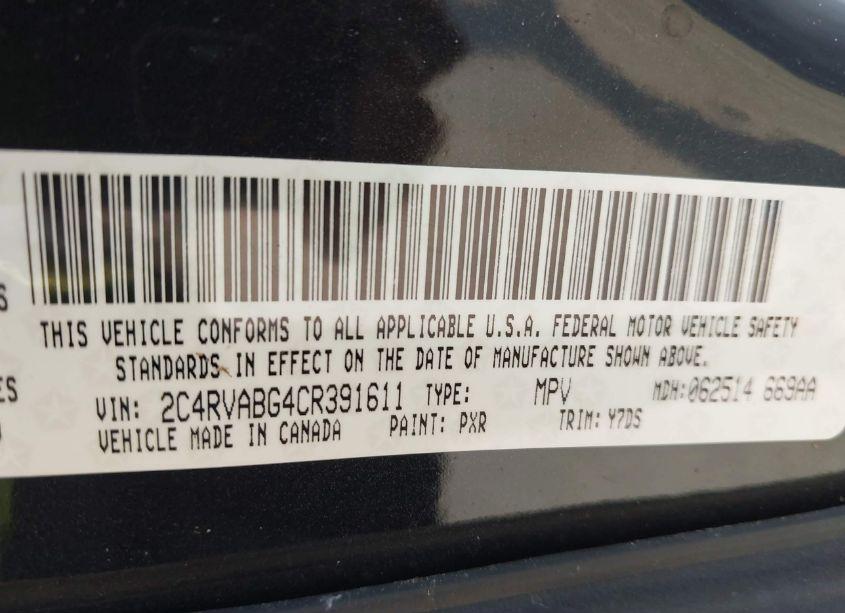 THIS VEHICLE CONFORMS TO ALL APPLICABLE U.S.A. FEDERAL MOTOR VEHICLE SAFETY
STANDARDS IN EFFECT ON THE DATE OF MANUFACTURE SHOWN ABOVE.
VIN: 2C4RVABG4CR391611 TYPE: MPV MDH:062514 669AA
VEHICLE MADE IN CANADA PAINT: PXR TRIM: Y7DS